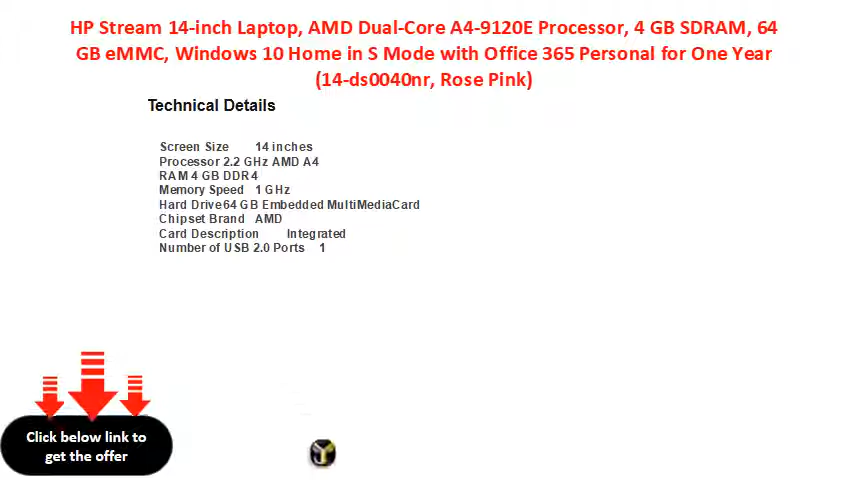 HP Stream 14-inch Laptop, AMD Dual-Core A4-9120E Processor, 4 GB SDRAM, 64
GB eMMC, Windows 10 Home in S Mode with Office 365 Personal for One Year
(14-ds0040nr, Rose Pink)
Technical Details
Screen Size 14 inches
Processor 2.2 GHz AMD A4
RAM 4 GB DDR4
Memory Speed 1 GHz
Hard Drive64 GB Embedded MultiMediaCard
Chipset Brand AMD
Card Description Integrated
Number of USB 2.0 Ports 1
Click below link to
get the offer